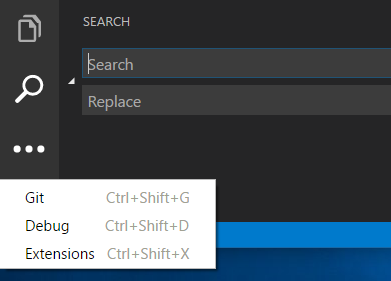 SEARCH
Search
Replace
Git Ctrl+Shift+G
Debug Ctrl+Shift+D
Extensions Ctrl+Shift+X